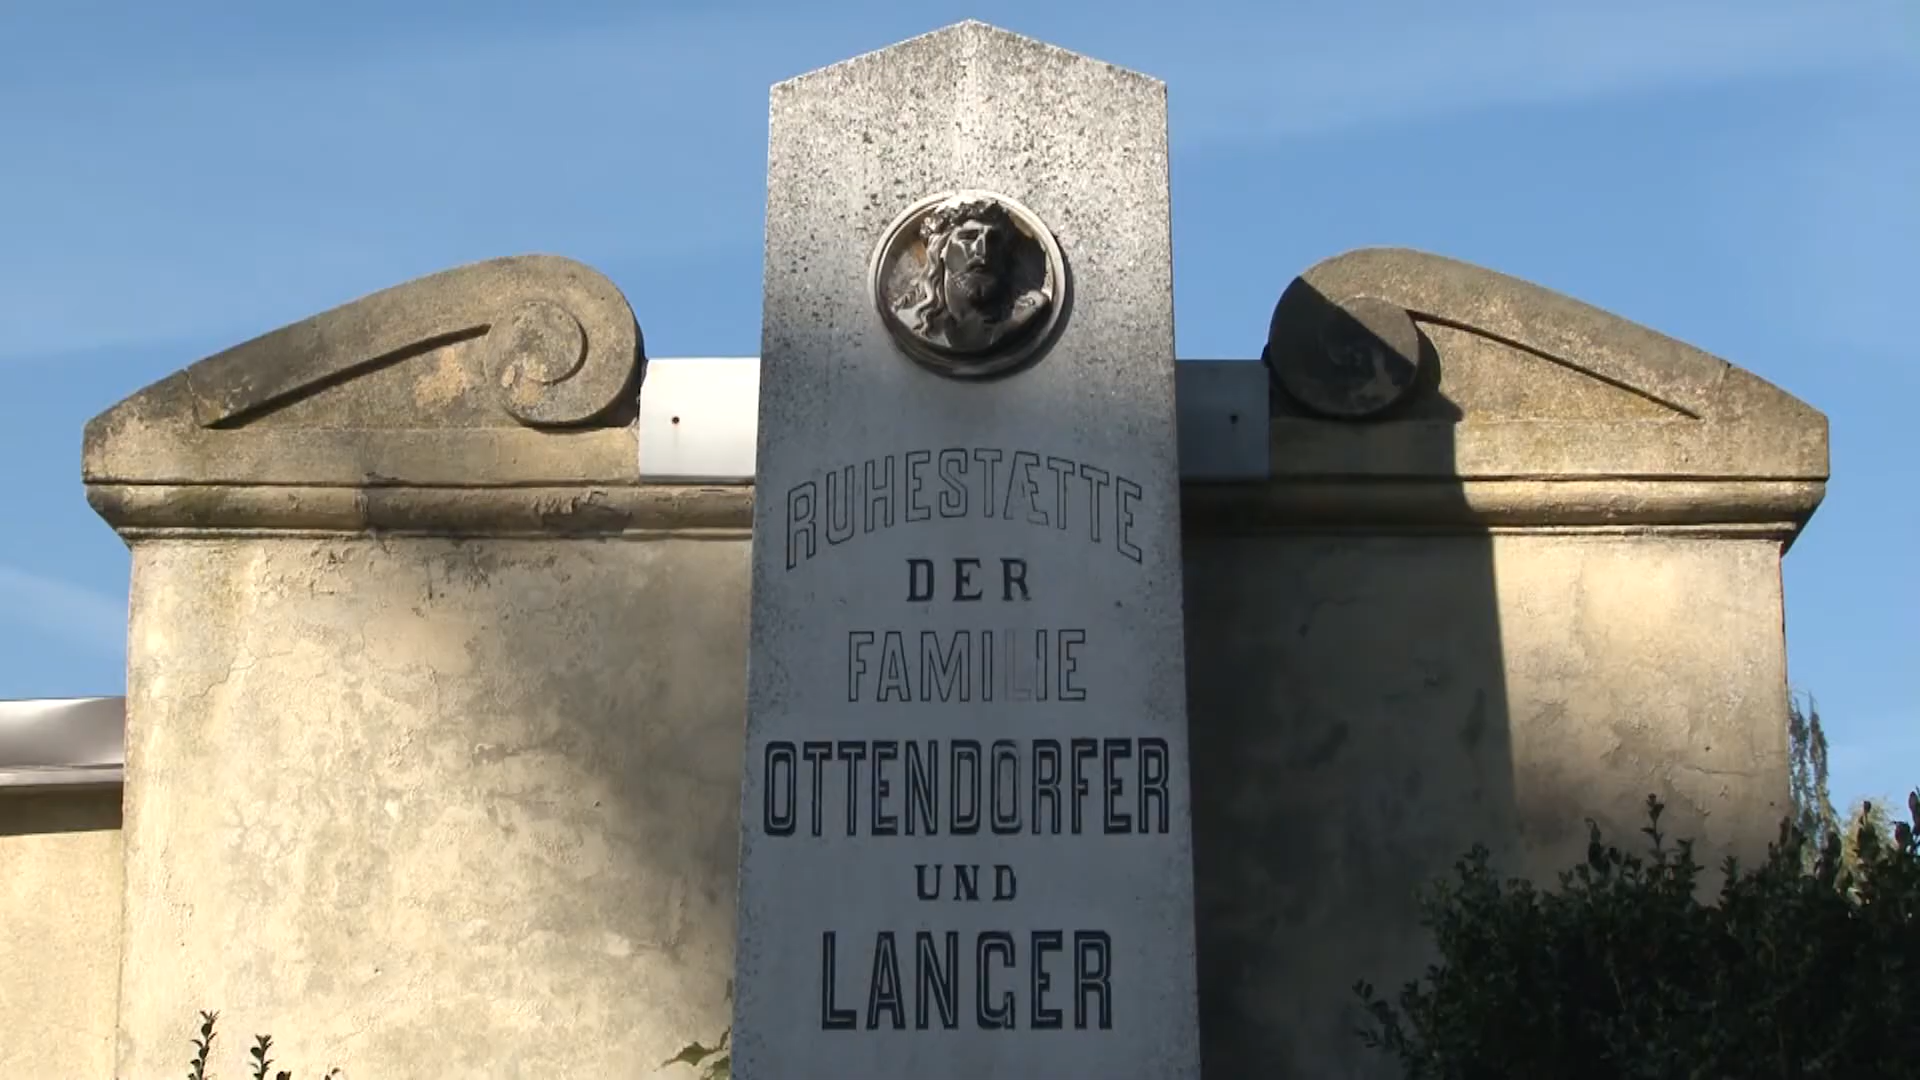 RUHESTÆTTE
DER
FAMILIE
OTTENDORFER
UND
LANGER